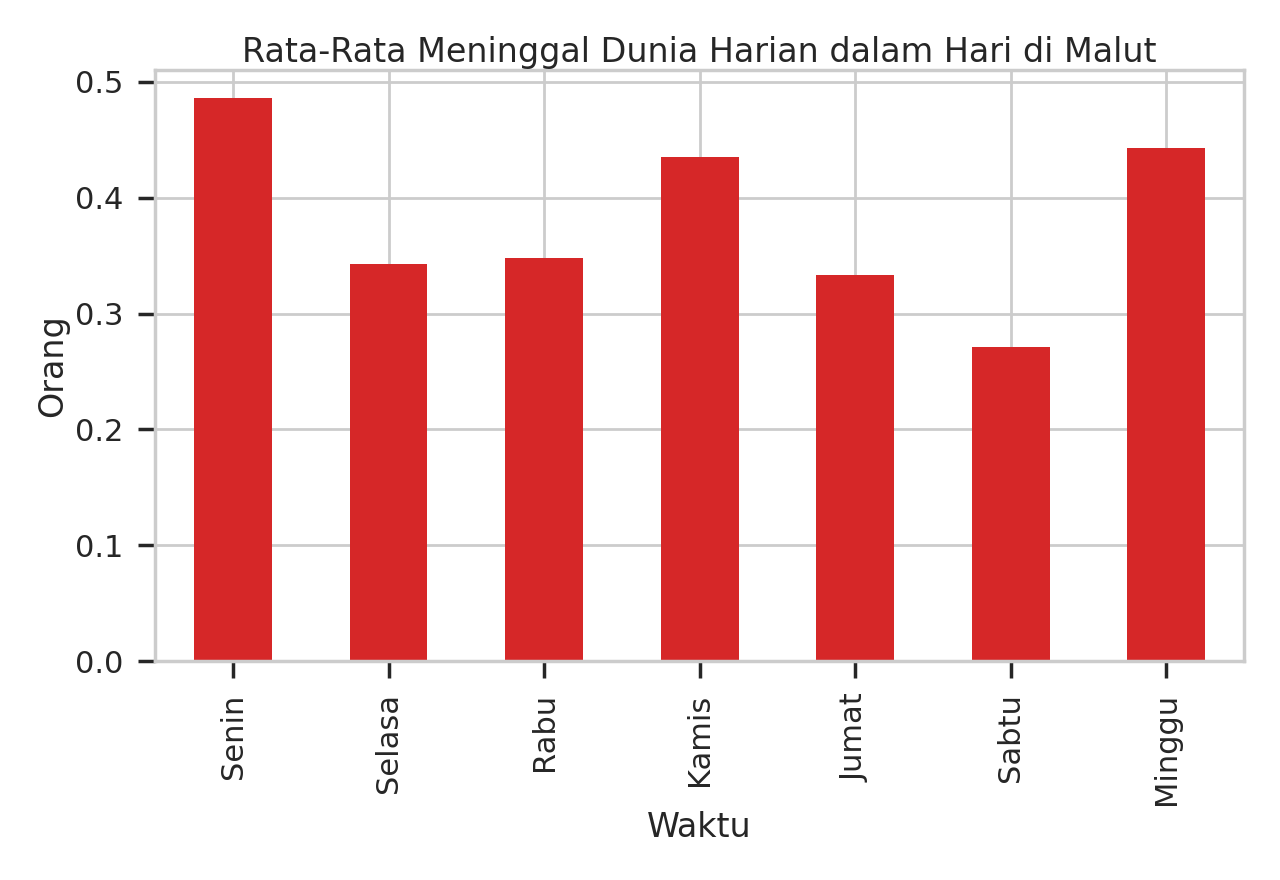 Rata-Rata Meninggal Dunia Harian dalam Hari di Malut
0.5
0.4
0.3
0.2
0.1
0.0
Orang
Senin
Selasa
Rabu
Kamis
Jumat
Sabtu
Minggu
Waktu